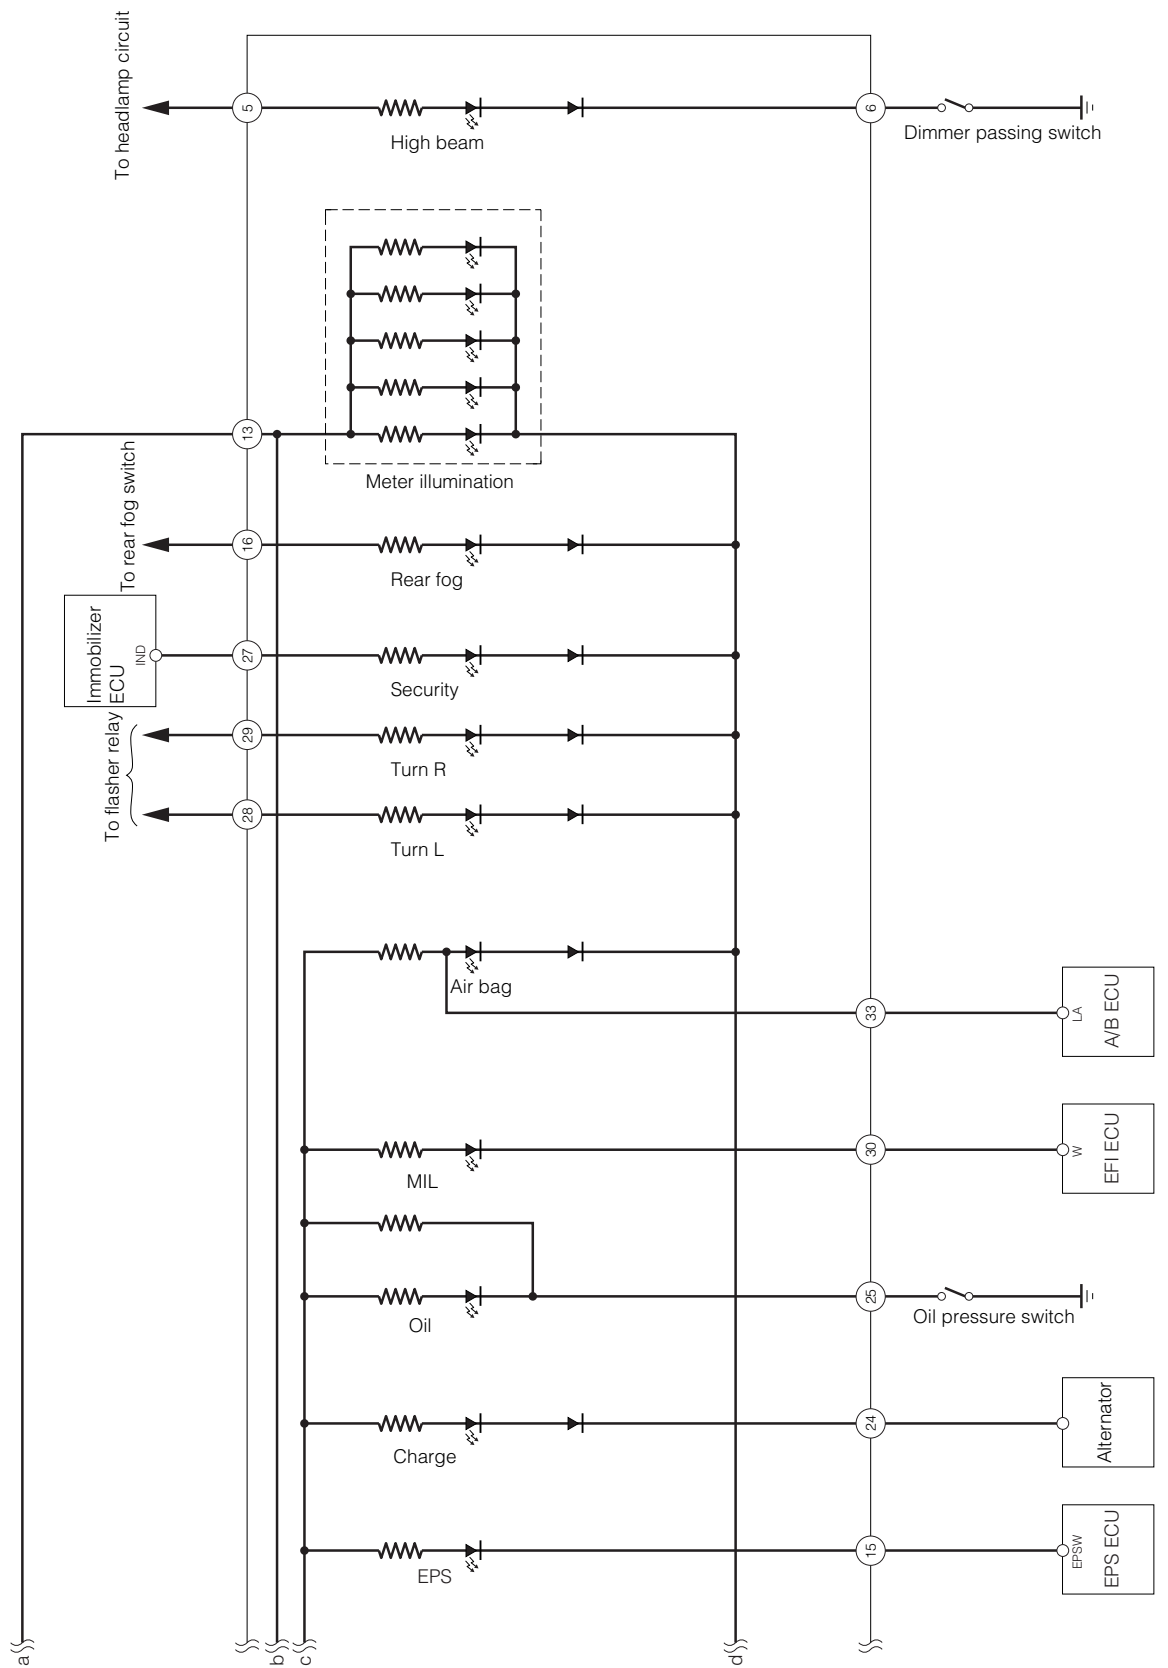 To headlamp circuit
5
6
High beam
Dimmer passing switch
13
Meter illumination
To rear fog switch
16
Rear fog
Immobilizer
ECU
IND
27
Security
To flasher relay
29
Turn R
28
Turn L
Air bag
33
LA
A/B ECU
MIL
30
W
EFI ECU
Oil
25
Oil pressure switch
Charge
24
Alternator
EPS
15
EPSW
EPS ECU
a
b
c
d